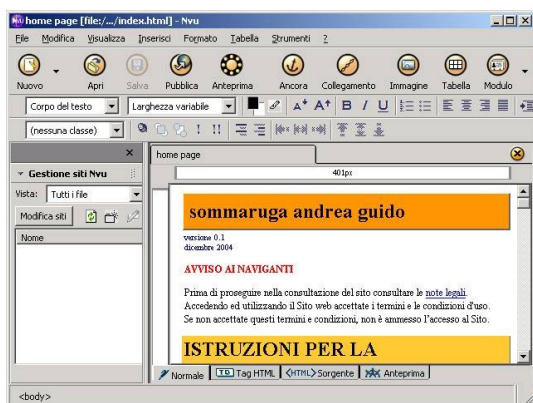 home page [file:/.../index.html] - Nvu
File Modifica Visualizza Inserisci Formato Tabella Strumenti ?
Nuovo Apri Salva Pubblica Anteprima Ancora Collegamento Immagine Tabella Modulo
Corpo del testo Larghezza variabile A A B I U
(nessuna classe) ! !!
home page
Gestione siti Nvu
401px
Vista: Tutti i file
Modifica siti
Nome
sommaruga andrea guido
versione 0.1
dicembre 2004
AVVISO AI NAVIGANTI
Prima di proseguire nella consultazione del sito consultare le note legali.
Accedendo ed utilizzando il Sito web accettate i termini e le condizioni d'uso.
Se non accettate questi termini e condizioni, non è ammesso l'accesso al Sito.
ISTRUZIONI PER LA
Normale TD Tag HTML <HTML> Sorgente Anteprima
<body>